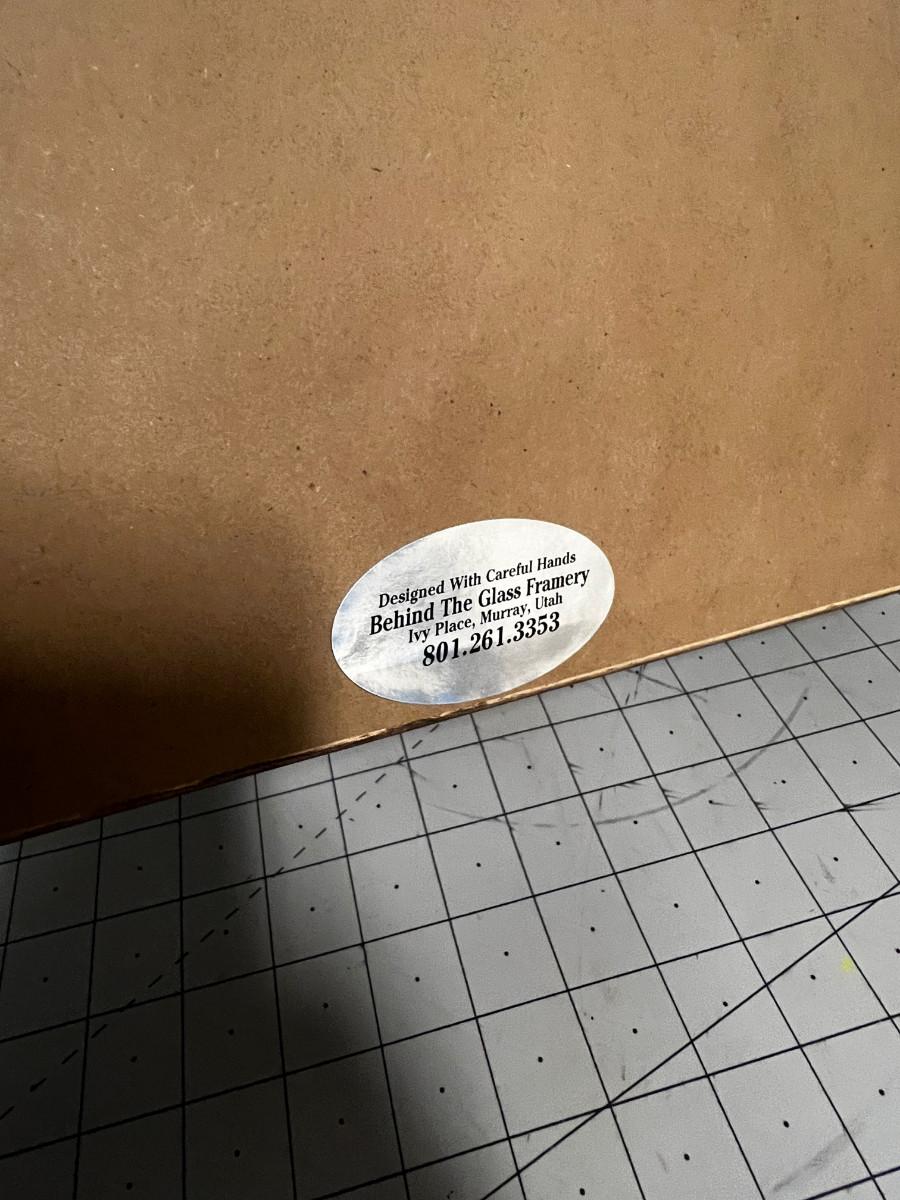 Designed With Careful Hands
Behind The Glass Framery
Ivy Place, Murray, Utah
801.261.3353